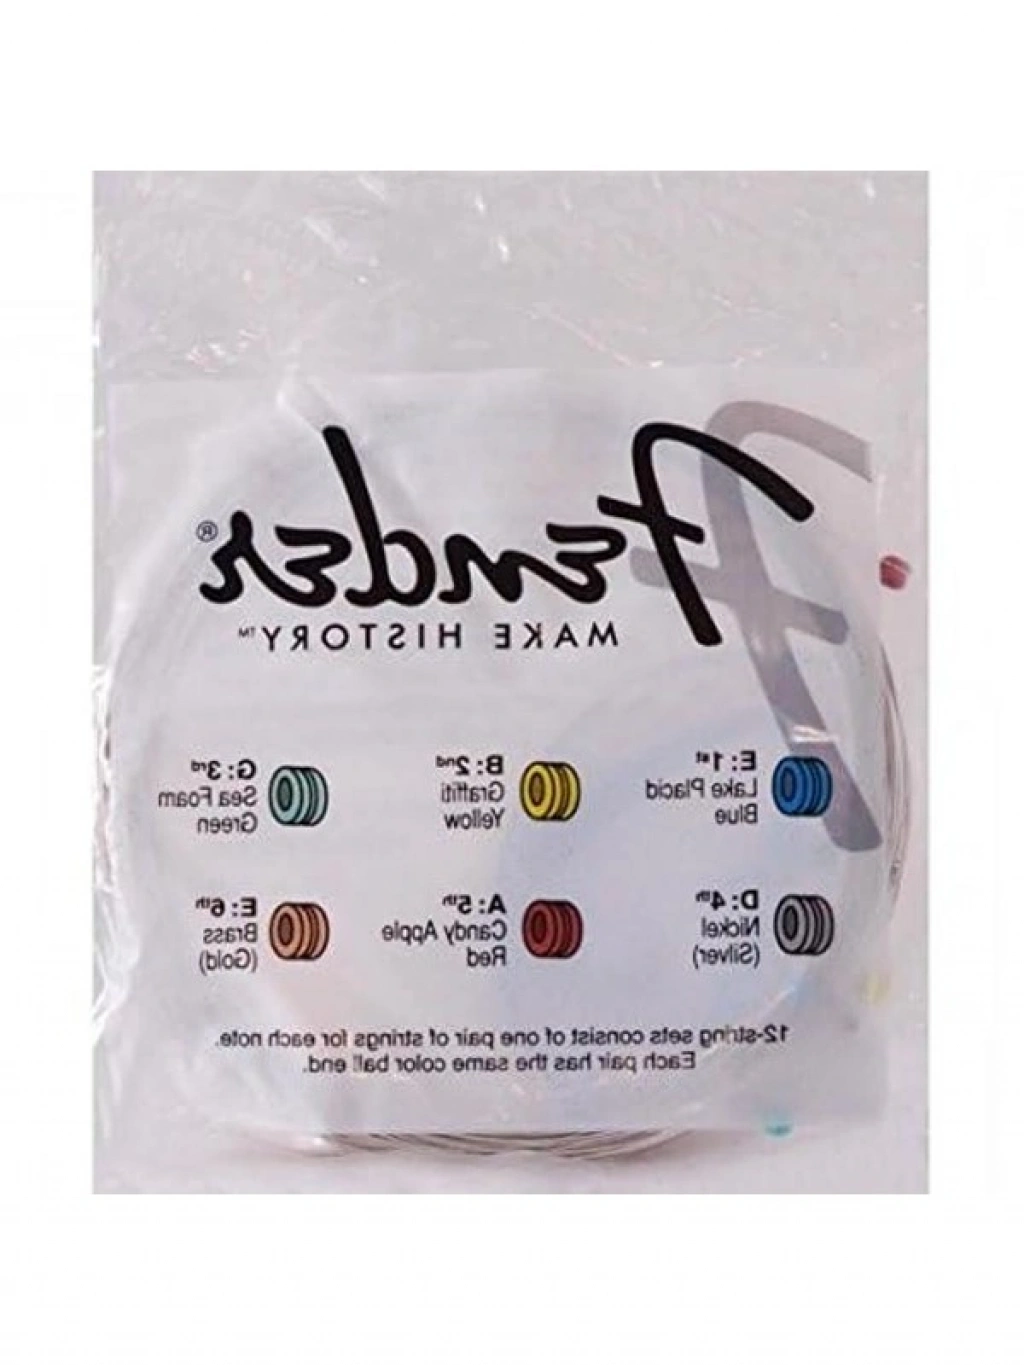 Fender®
MAKE HISTORY™
E: 1st
Lake Placid
Blue
B: 2nd
Graffiti
Yellow
G: 3rd
Sea Foam
Green
D: 4th
Nickel
(Silver)
A: 5th
Candy Apple
Red
E: 6th
Brass
(Gold)
12-string sets consist of one pair of strings for each note.
Each pair has the same color ball end.